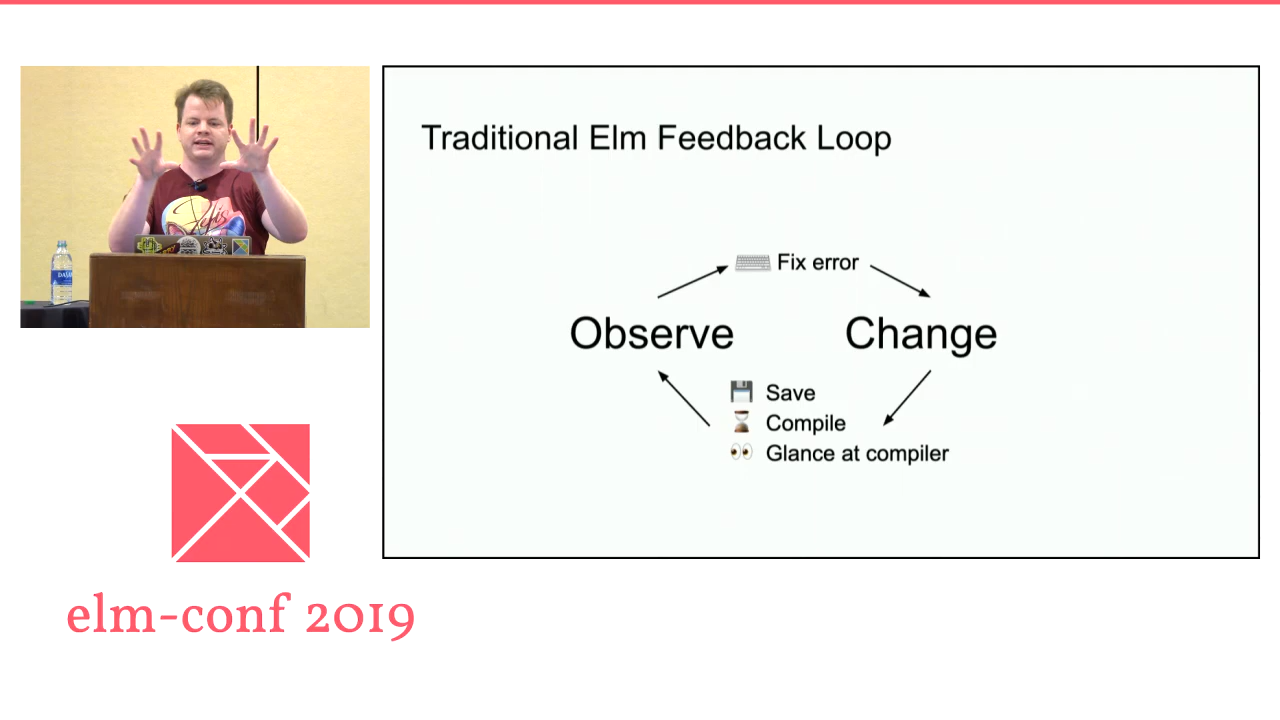 Traditional Elm Feedback Loop
Fix error
Observe
Change
Save
Compile
Glance at compiler
elm-conf 2019